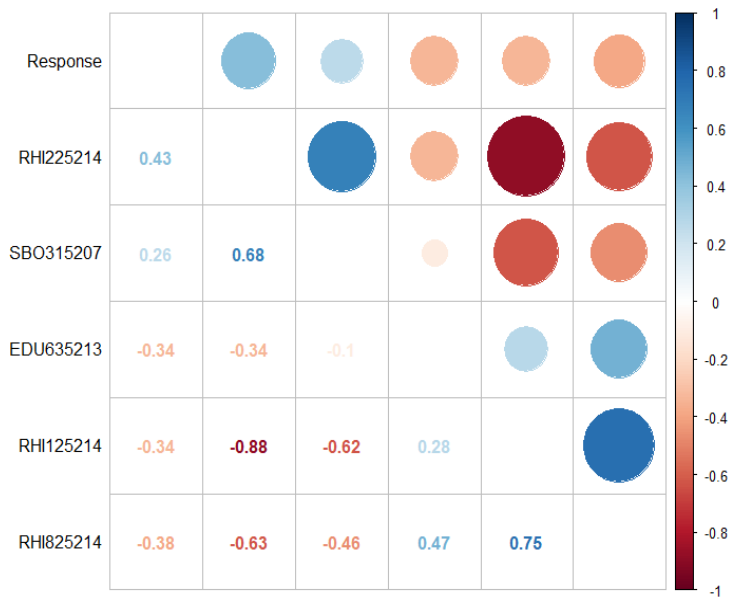 1
Response
0.8
RHI225214 0.43
0.6
0.4
SBO315207 0.26 0.68
0.2
0
EDU635213 -0.34 -0.34 -0.1
-0.2
-0.4
RHI125214 -0.34 -0.88 -0.62 0.28
-0.6
RHI825214 -0.38 -0.63 -0.46 0.47 0.75
-0.8
-1